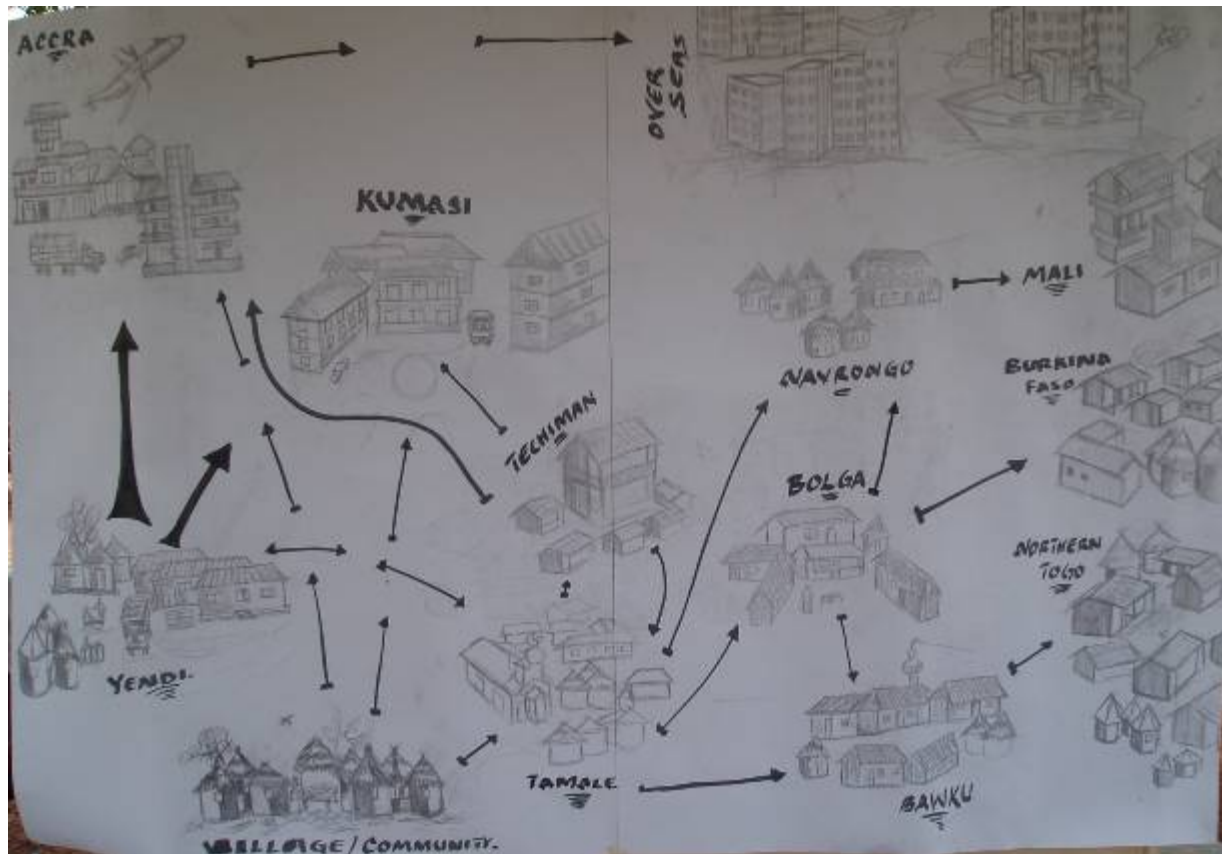 ACCRA
OVER
SEAS
KUMASI
MALI
NAVRONGO
BURKINA
FASO
TECHIMAN
BOLGA
NORTHERN
TOGO
YENDI.
TAMALE
BAWKU
VILLAGE/COMMUNITY.